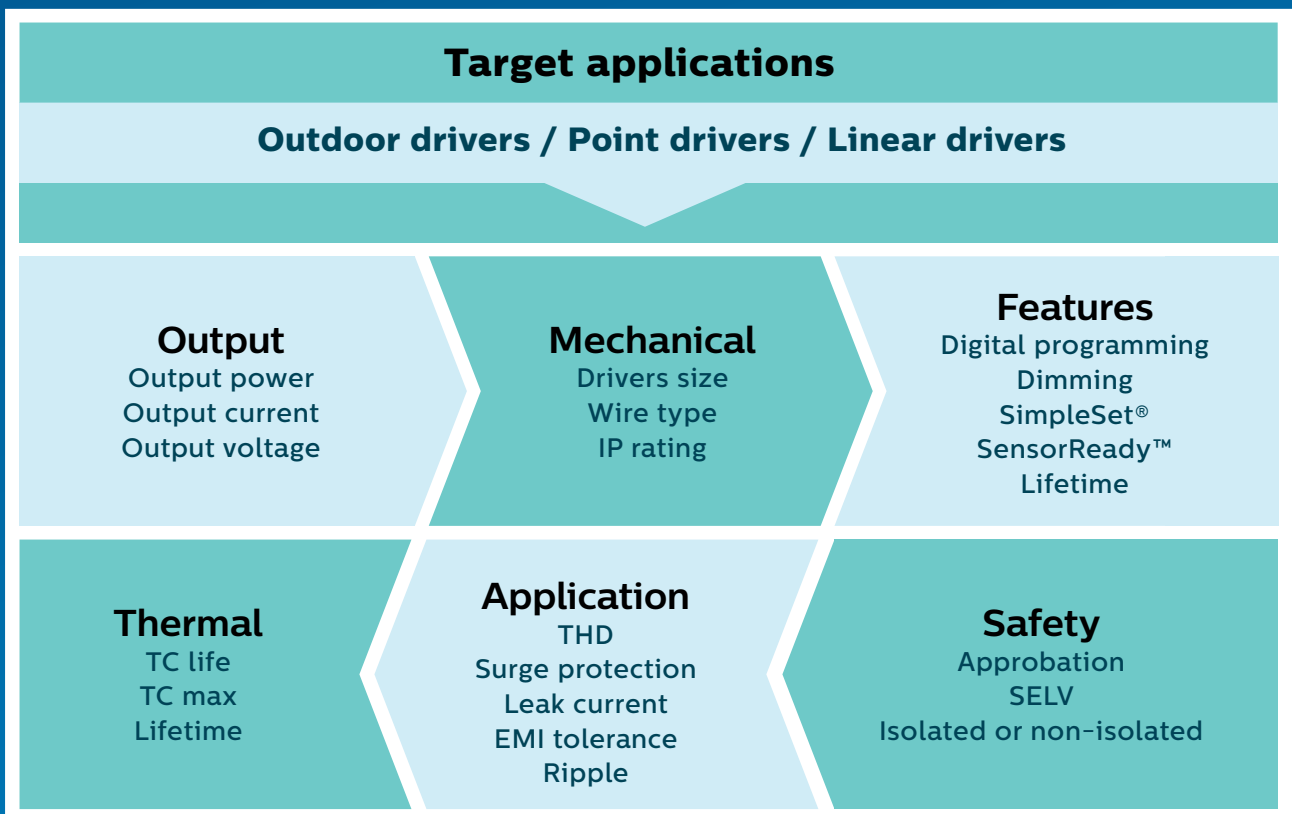 Target applications
Outdoor drivers / Point drivers / Linear drivers
Output
Output power
Output current
Output voltage
Mechanical
Drivers size
Wire type
IP rating
Features
Digital programming
Dimming
SimpleSet®
SensorReady™
Lifetime
Thermal
TC life
TC max
Lifetime
Application
THD
Surge protection
Leak current
EMI tolerance
Ripple
Safety
Approbation
SELV
Isolated or non-isolated